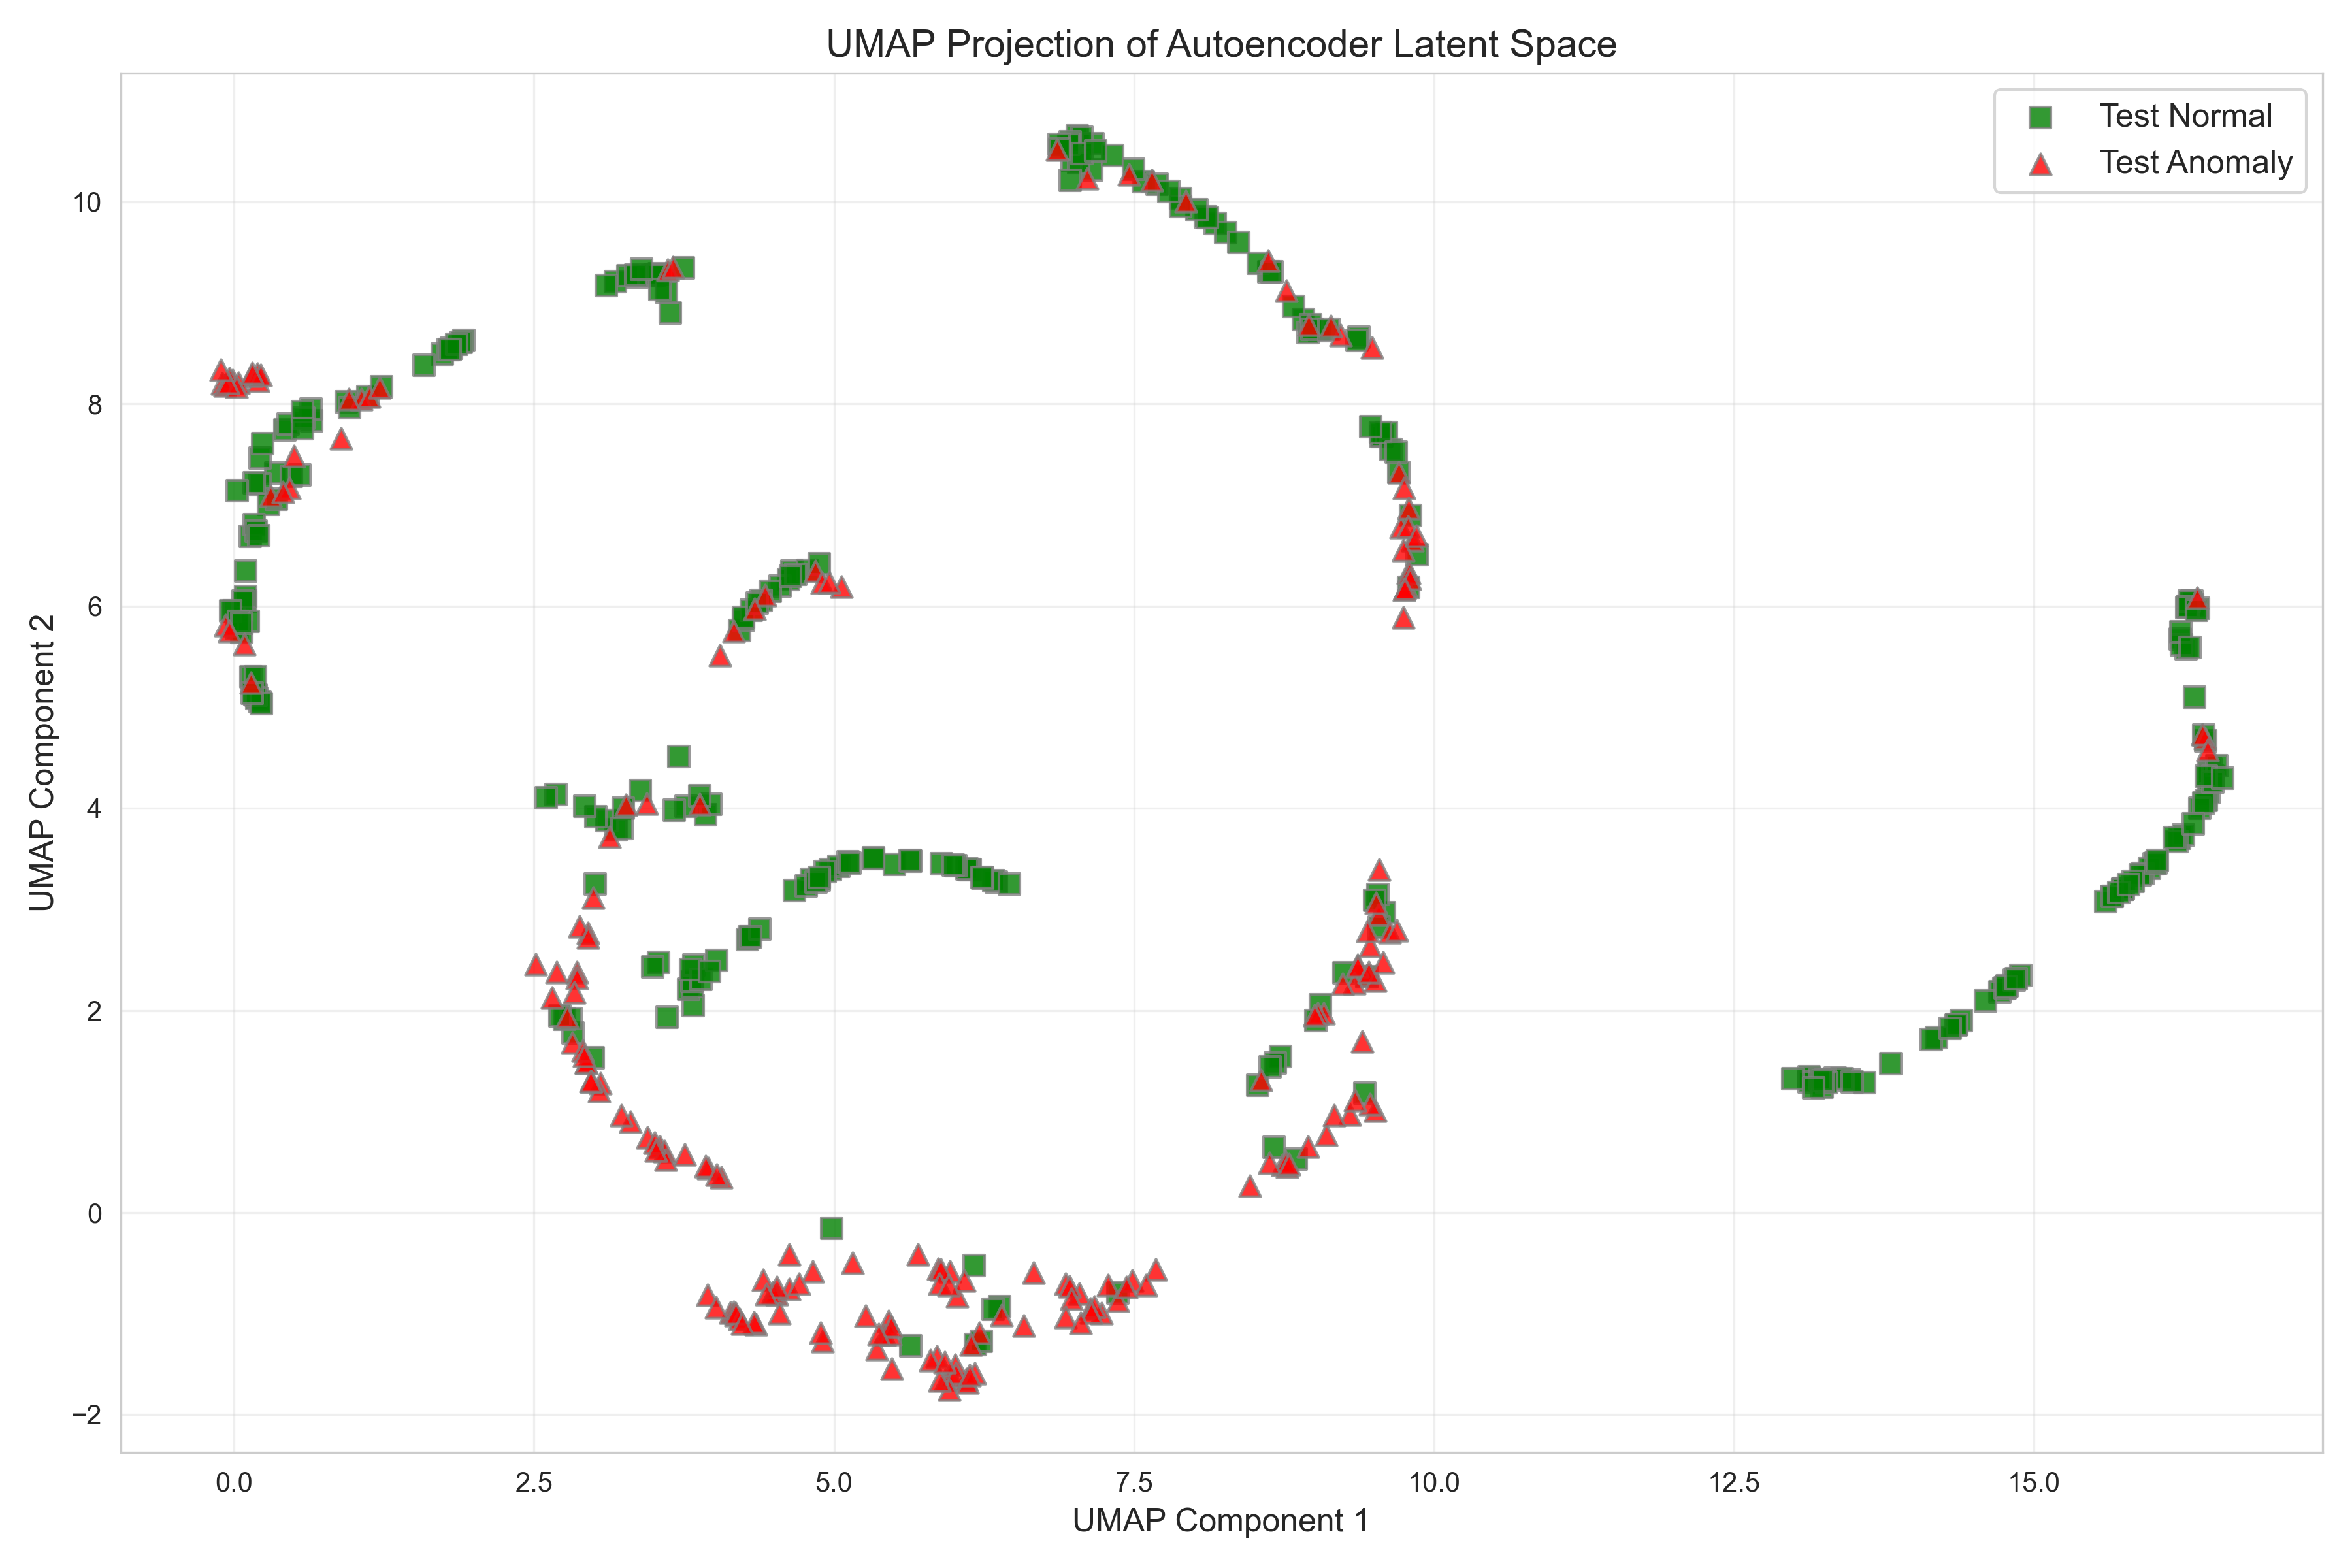 UMAP Projection of Autoencoder Latent Space
Test Normal
Test Anomaly
UMAP Component 2
10
8
6
4
2
0
−2
0.0
2.5
5.0
7.5
10.0
12.5
15.0
UMAP Component 1